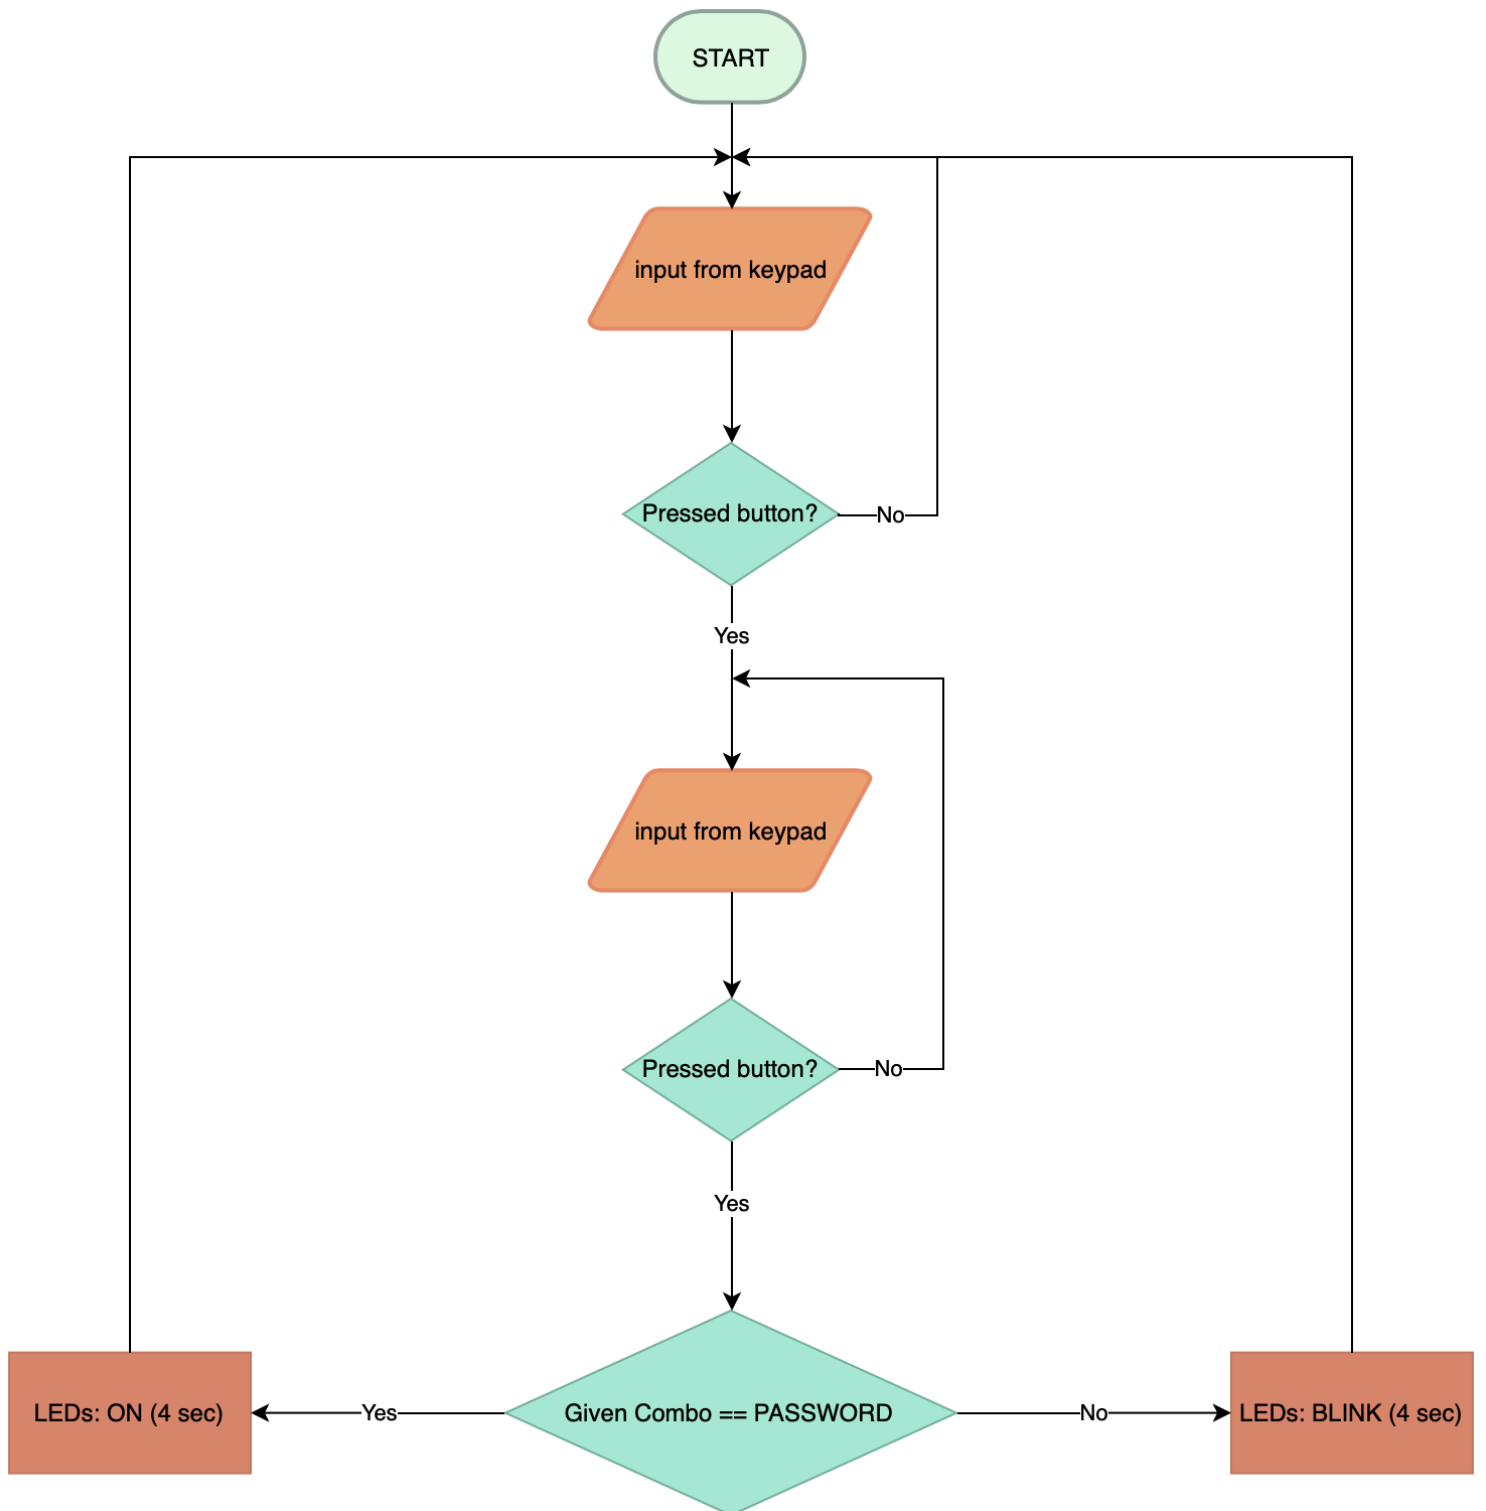 START
input from keypad
Pressed button?
No
Yes
input from keypad
Pressed button?
No
Yes
LEDs: ON (4 sec)
Yes
Given Combo == PASSWORD
No
LEDs: BLINK (4 sec)